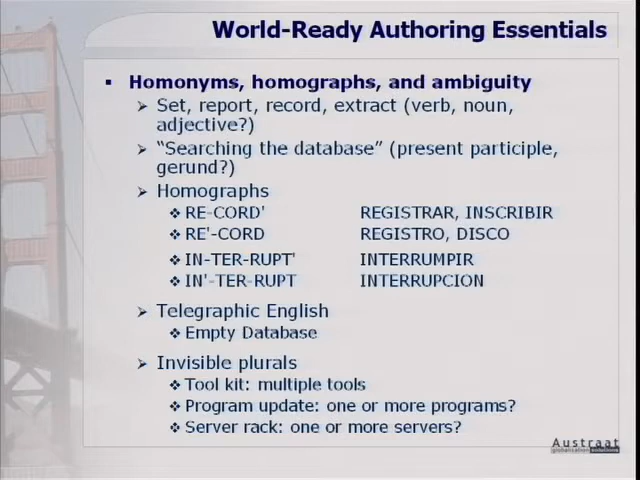 World-Ready Authoring Essentials
Homonyms, homographs, and ambiguity
Set, report, record, extract (verb, noun,
adjective?)
"Searching the database" (present participle,
gerund?)
Homographs
RE-CORD' REGISTRAR, INSCRIBIR
RE'-CORD REGISTRO, DISCO
IN-TER-RUPT' INTERRUMPIR
IN'-TER-RUPT INTERRUPCION
Telegraphic English
Empty Database
Invisible plurals
Tool kit: multiple tools
Program update: one or more programs?
Server rack: one or more servers?
Austraat
globalisation solutions